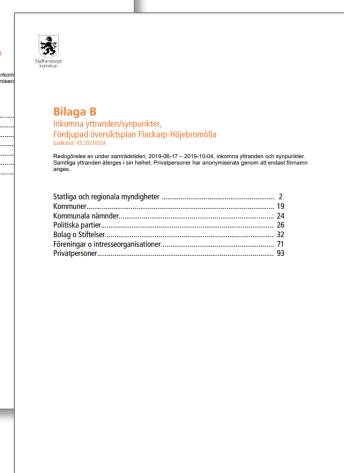 Staffanstorps
kommun
Bilaga B
Inkomna yttranden/synpunkter,
Fördjupad översiktsplan Flackarp-Höjebromölla
Godkänd i KS 20210324
Redogörelse av under samrådstiden, 2019-06-17 – 2019-10-04, inkomna yttranden och synpunkter.
Samtliga yttranden återges i sin helhet. Privatpersoner har anonymiserats genom att endast förnamn
anges.
Statliga och regionala myndigheter ..................................................... 2
Kommuner........................................................................................ 19
Kommunala nämnder......................................................................... 24
Politiska partier................................................................................. 26
Bolag o Stiftelser............................................................................... 32
Föreningar o intresseorganisationer..................................................... 71
Privatpersoner................................................................................... 93